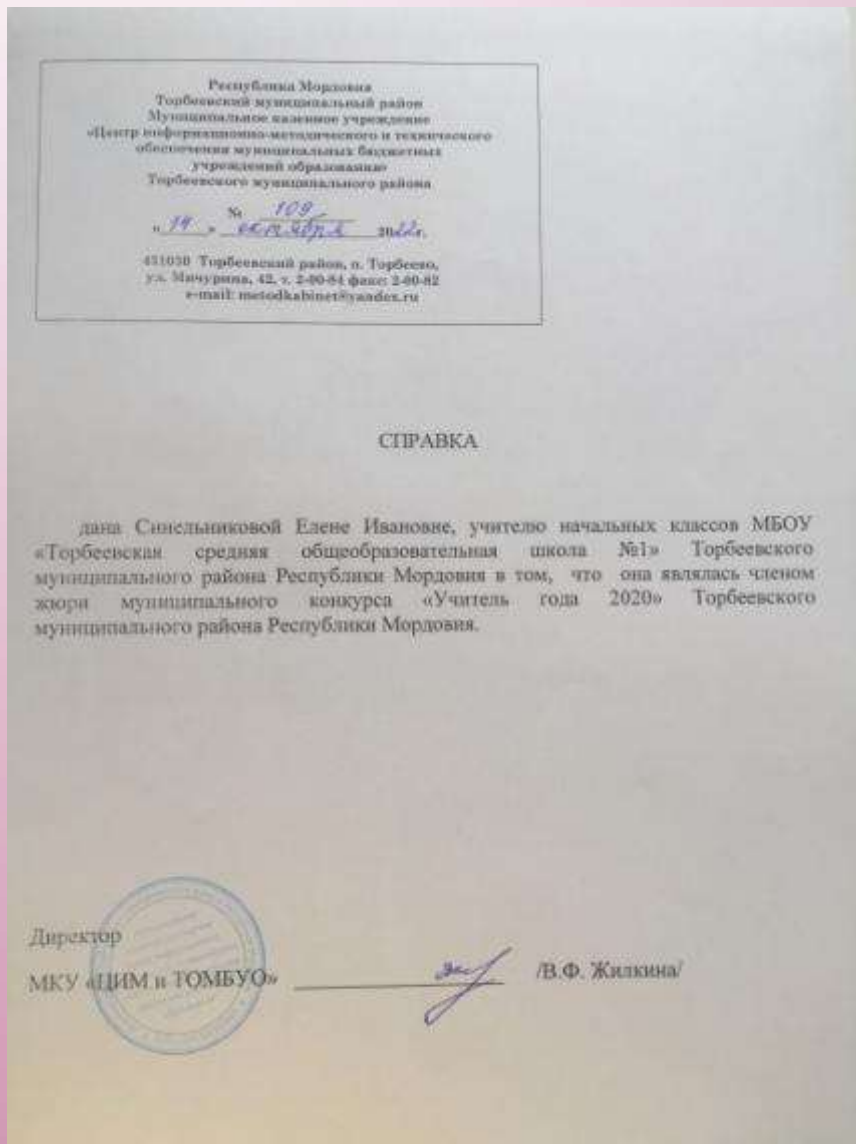 Республика Мордовия
Торбеевский муниципальный район
Муниципальное казенное учреждение
«Центр информационно-методического и технического
обеспечения муниципальных бюджетных
учреждений образования»
Торбеевского муниципального района
№ 109
«14» октября 2022г.
431030 Торбеевский район, п. Торбеево,
ул. Мичурина, 42, т. 2-00-84 факс: 2-00-82
e-mail: metodkabinet@yandex.ru
СПРАВКА
дана Синельниковой Елене Ивановне, учителю начальных классов МБОУ
«Торбеевская средняя общеобразовательная школа №1» Торбеевского
муниципального района Республики Мордовия в том, что она являлась членом
жюри муниципального конкурса «Учитель года 2020» Торбеевского
муниципального района Республики Мордовия.
Директор
МКУ «ЦИМ и ТОМБУО» /В.Ф. Жилкина/